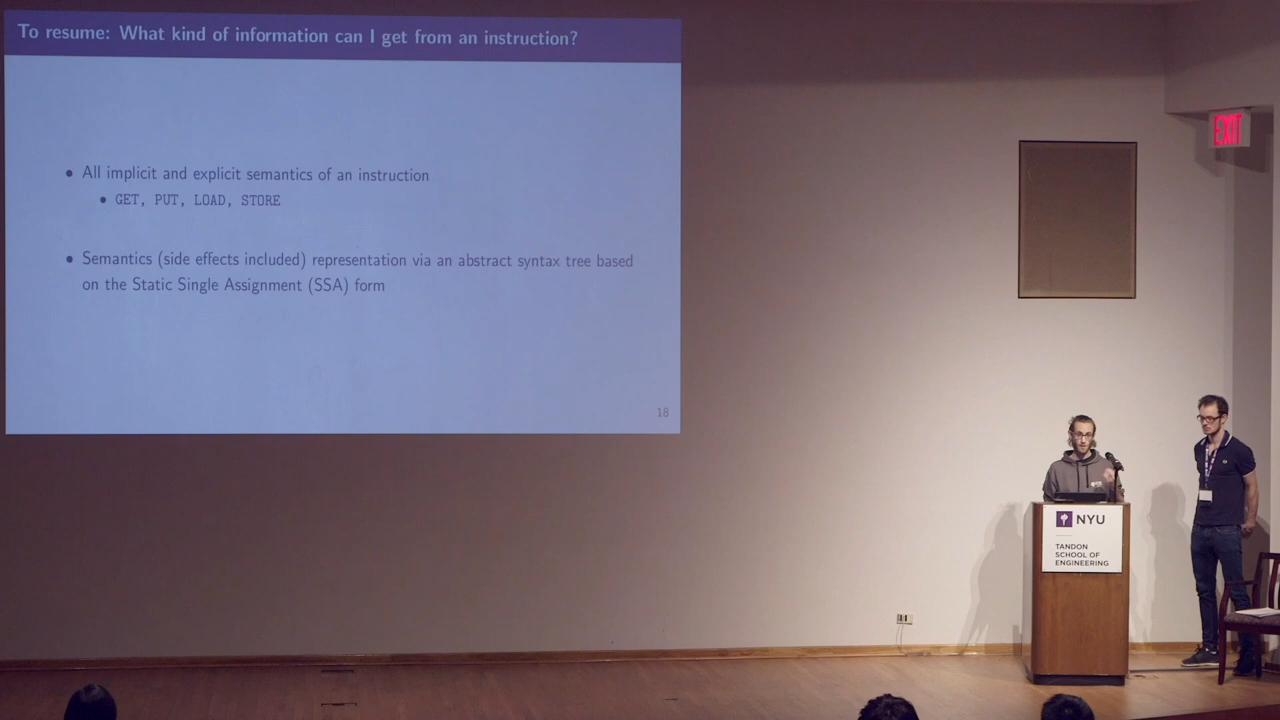 To resume: What kind of information can I get from an instruction?
• All implicit and explicit semantics of an instruction
• GET, PUT, LOAD, STORE
• Semantics (side effects included) representation via an abstract syntax tree based
on the Static Single Assignment (SSA) form
18
EXIT
NYU
TANDON
SCHOOL OF
ENGINEERING